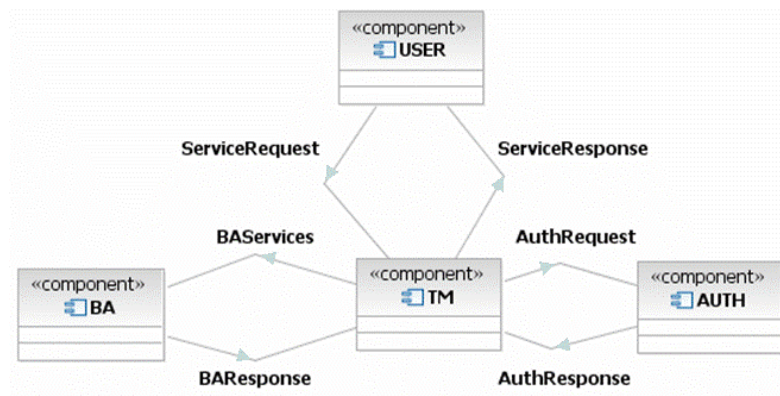 «component»
USER
ServiceRequest
ServiceResponse
BAServices
AuthRequest
«component»
BA
«component»
TM
«component»
AUTH
BAResponse
AuthResponse